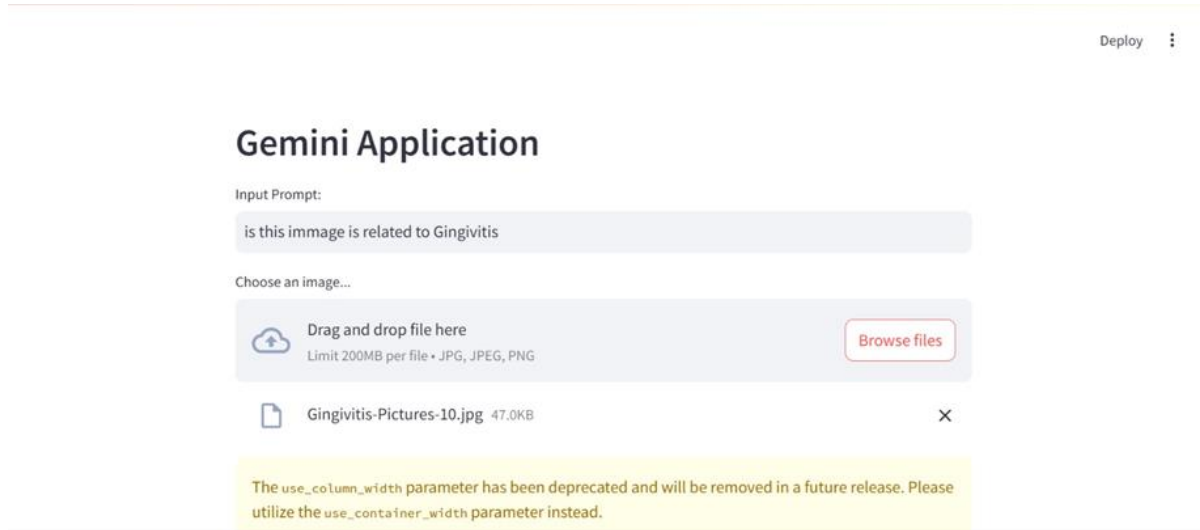 Deploy
Gemini Application
Input Prompt:
is this immage is related to Gingivitis
Choose an image...
Drag and drop file here
Limit 200MB per file • JPG, JPEG, PNG
Browse files
Gingivitis-Pictures-10.jpg 47.0KB
The use_column_width parameter has been deprecated and will be removed in a future release. Please
utilize the use_container_width parameter instead.